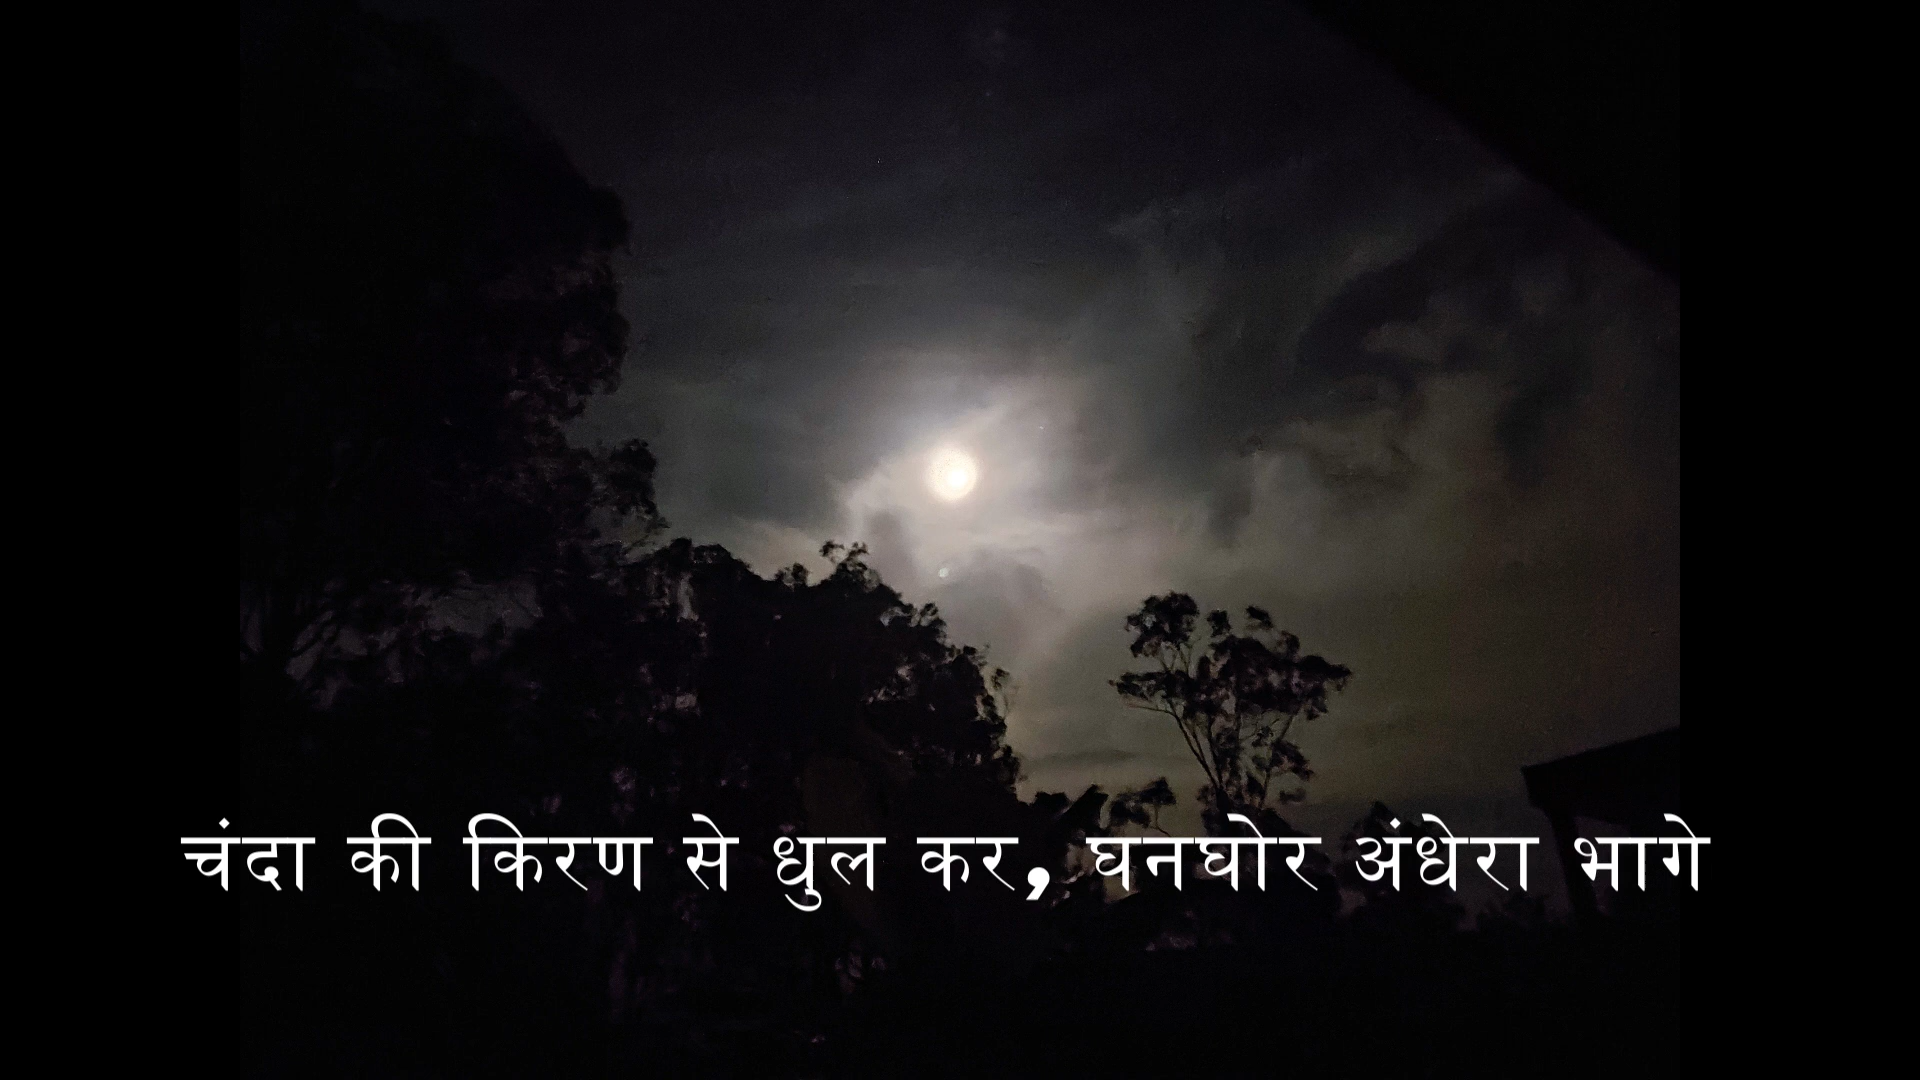 चंदा की किरण से धुल कर, घनघोर अंधेरा भागे